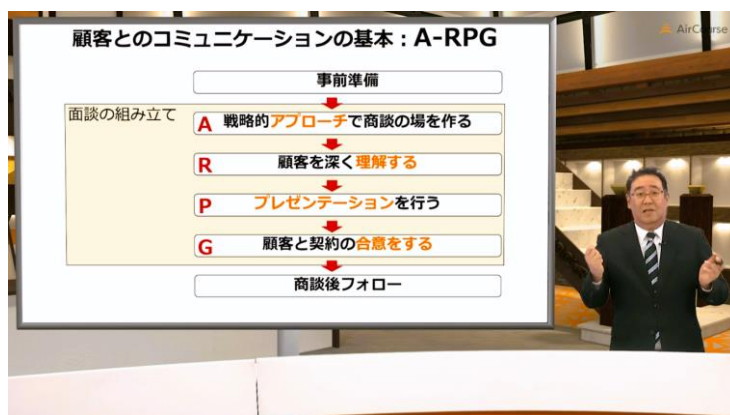 顧客とのコミュニケーションの基本:A-RPG
AirCourse
事前準備
面談の組み立て
A 戦略的アプローチで商談の場を作る
R 顧客を深く理解する
P プレゼンテーションを行う
G 顧客と契約の合意をする
商談後フォロー